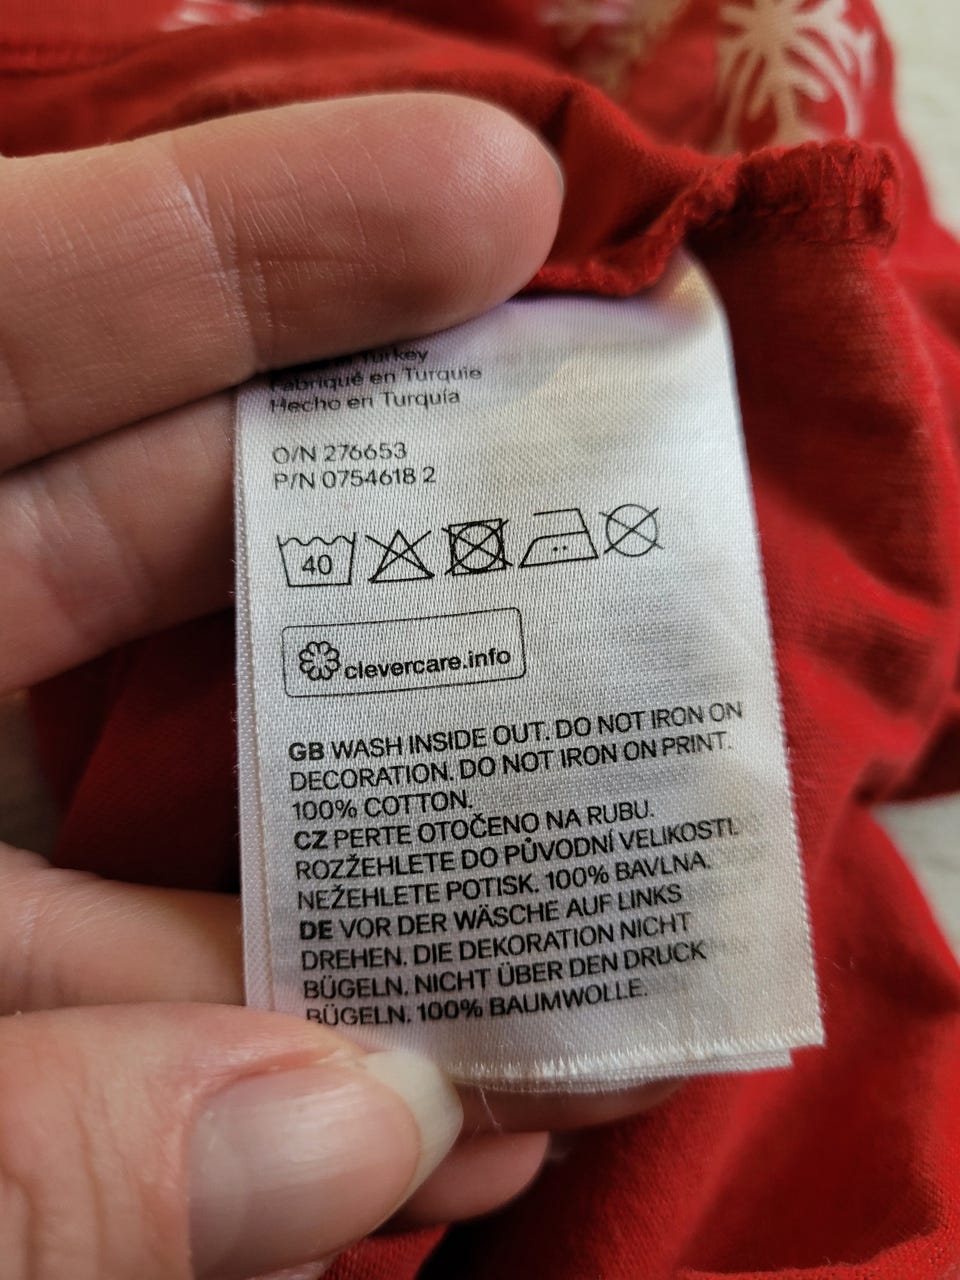 Turkey
Fabriqué en Turquie
Hecho en Turquía
O/N 276653
P/N 0754618 2
40
clevercare.info
GB WASH INSIDE OUT. DO NOT IRON ON
DECORATION. DO NOT IRON ON PRINT.
100% COTTON.
CZ PERTE OTOČENO NA RUBU.
ROZŽEHLETE DO PŮVODNÍ VELIKOSTI.
NEŽEHLETE POTISK. 100% BAVLNA.
DE VOR DER WÄSCHE AUF LINKS
DREHEN. DIE DEKORATION NICHT
BÜGELN. NICHT ÜBER DEN DRUCK
BÜGELN. 100% BAUMWOLLE.